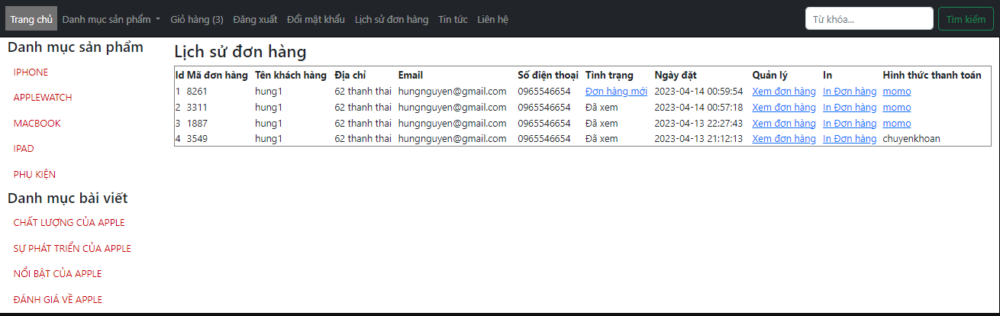 Trang chủ Danh mục sản phẩm Giỏ hàng (3) Đăng xuất Đổi mật khẩu Lịch sử đơn hàng Tin tức Liên hệ Từ khóa... Tìm kiếm
Danh mục sản phẩm
IPHONE
APPLEWATCH
MACBOOK
IPAD
PHỤ KIỆN
Danh mục bài viết
CHẤT LƯỢNG CỦA APPLE
SỰ PHÁT TRIỂN CỦA APPLE
NỔI BẬT CỦA APPLE
ĐÁNH GIÁ VỀ APPLE
Lịch sử đơn hàng
Id Mã đơn hàng Tên khách hàng Địa chỉ Email Số điện thoại Tình trạng Ngày đặt Quản lý In Hình thức thanh toán
1 8261 hung1 62 thanh thai hungnguyen@gmail.com 0965546654 Đơn hàng mới 2023-04-14 00:59:54 Xem đơn hàng In Đơn hàng momo
2 3311 hung1 62 thanh thai hungnguyen@gmail.com 0965546654 Đã xem 2023-04-14 00:57:18 Xem đơn hàng In Đơn hàng momo
3 1887 hung1 62 thanh thai hungnguyen@gmail.com 0965546654 Đã xem 2023-04-13 22:27:43 Xem đơn hàng In Đơn hàng momo
4 3549 hung1 62 thanh thai hungnguyen@gmail.com 0965546654 Đã xem 2023-04-13 21:12:13 Xem đơn hàng In Đơn hàng chuyenkhoan